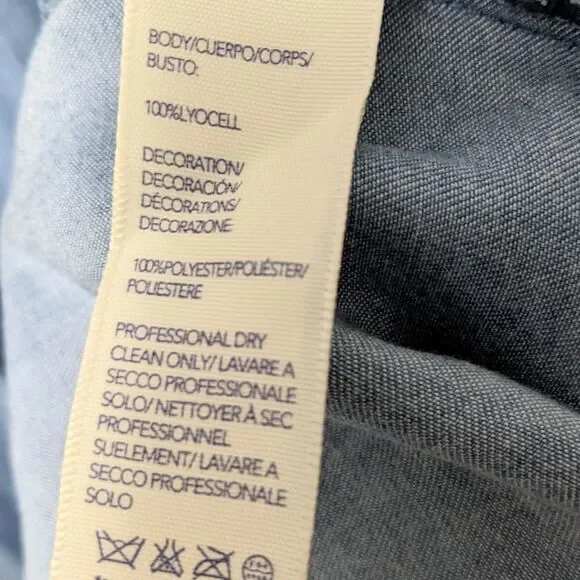 BODY/CUERPO/CORPS/
BUSTO:
100%LYOCELL
DECORATION/
DECORACIÓN/
DÉCORATIONS/
DECORAZIONE
100%POLYESTER/POLIÉSTER/
POLIESTERE
PROFESSIONAL DRY
CLEAN ONLY/ LAVARE A
SECCO PROFESSIONALE
SOLO/ NETTOYER À SEC
PROFESSIONNEL
SUELEMENT/ LAVARE A
SECCO PROFESSIONALE
SOLO